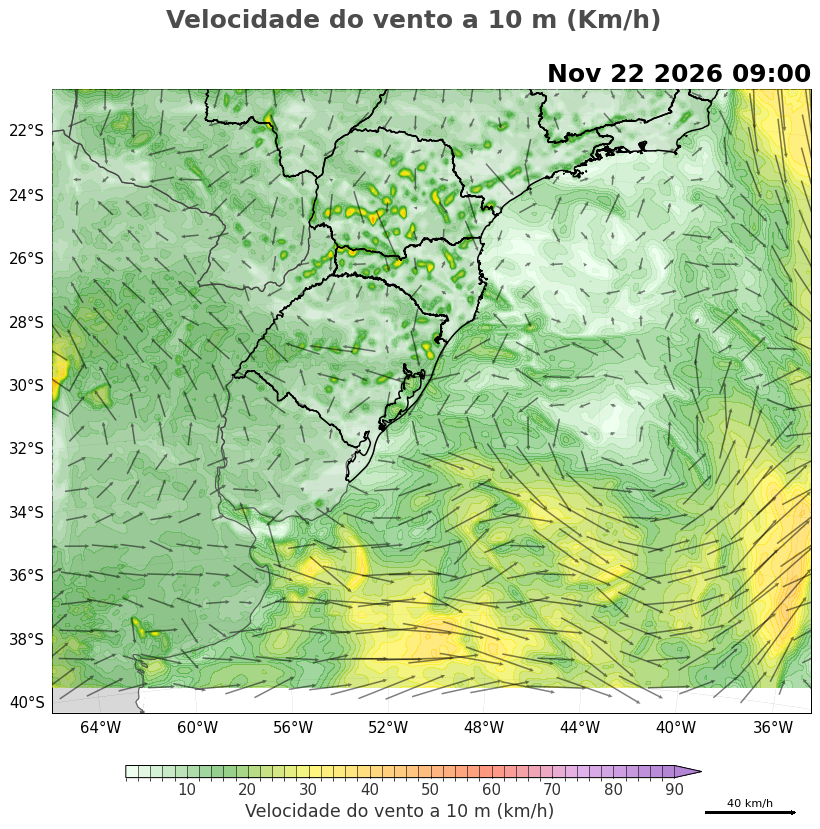 Velocidade do vento a 10 m (Km/h)
Nov 22 2026 09:00
22°S
24°S
26°S
28°S
30°S
32°S
34°S
36°S
38°S
40°S
64°W 60°W 56°W 52°W 48°W 44°W 40°W 36°W
10 20 30 40 50 60 70 80 90
Velocidade do vento a 10 m (km/h)
40 km/h